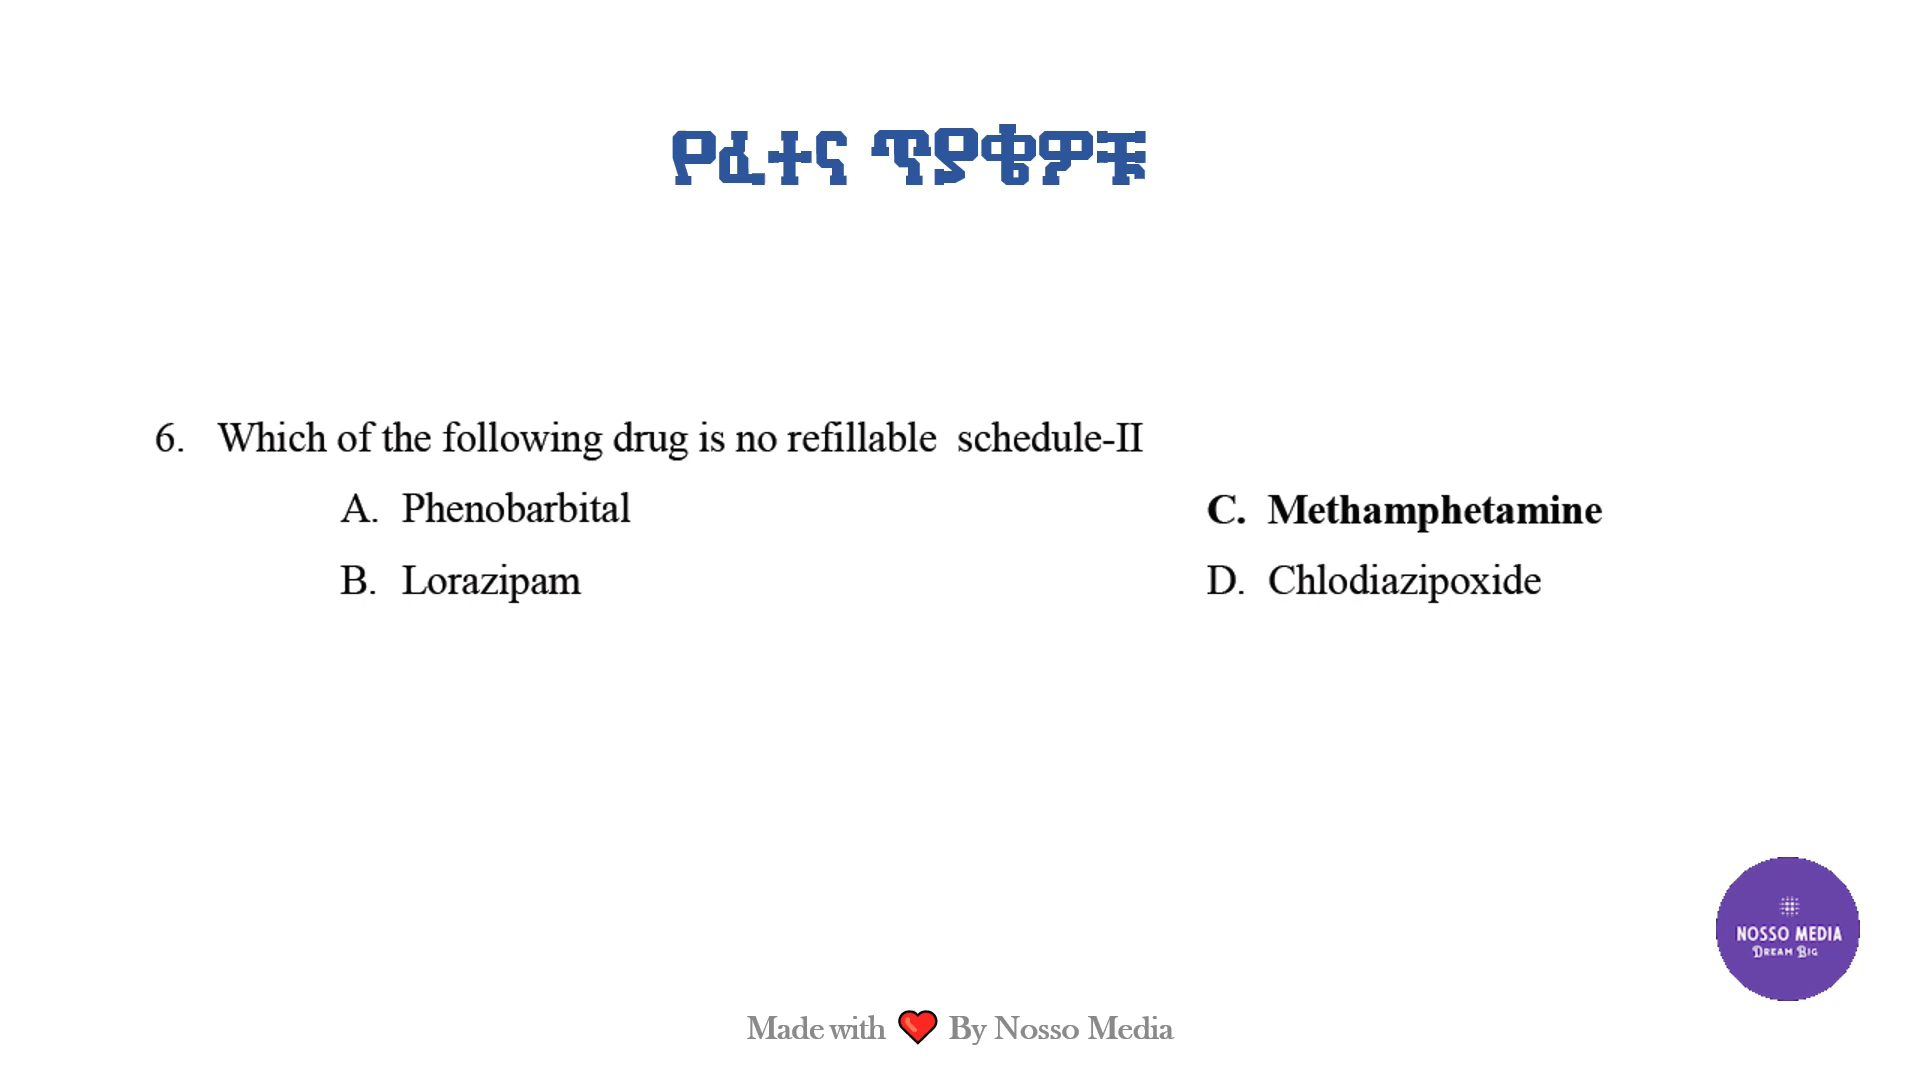 የፈተና ጥያቄዎቹ
6. Which of the following drug is no refillable schedule-II
A. Phenobarbital
C. Methamphetamine
B. Lorazipam
D. Chlodiazipoxide
NOSSO MEDIA
DREAM BIG
Made with ❤️ By Nosso Media